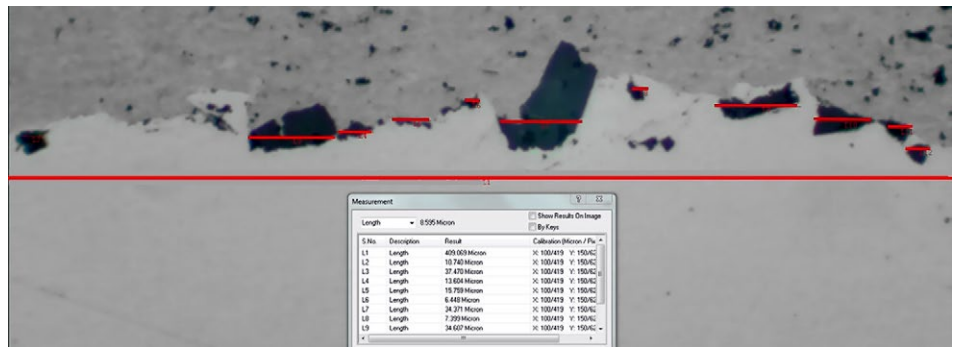 L1
Measurement
Length 8.595 Micron
Show Results On Image
By Keys
S.No. Description Result Calibration (Micron / Pix
L1 Length 409.069 Micron X: 100/419 Y: 150/62
L2 Length 10.740 Micron X: 100/419 Y: 150/62
L3 Length 37.470 Micron X: 100/419 Y: 150/62
L4 Length 13.604 Micron X: 100/419 Y: 150/62
L5 Length 15.759 Micron X: 100/419 Y: 150/62
L6 Length 6.448 Micron X: 100/419 Y: 150/62
L7 Length 34.371 Micron X: 100/419 Y: 150/62
L8 Length 7.399 Micron X: 100/419 Y: 150/62
L9 Length 34.607 Micron X: 100/419 Y: 150/62